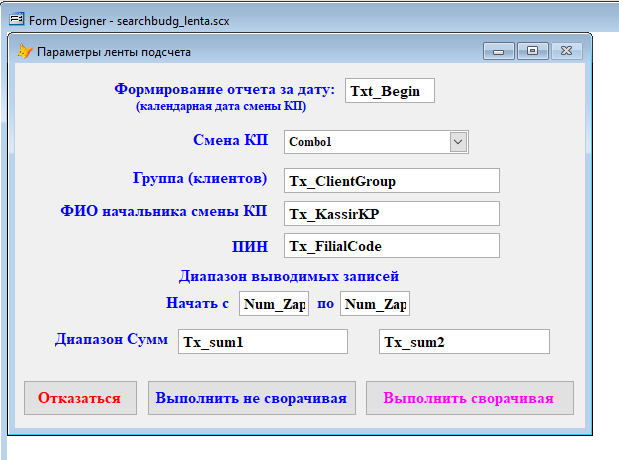 Form Designer - searchbudg_lenta.scx
Параметры ленты подсчета
Формирование отчета за дату: Txt_Begin
(календарная дата смены КП)
Смена КП Combo1
Группа (клиентов) Tx_ClientGroup
ФИО начальника смены КП Tx_KassirKP
ПИН Tx_FilialCode
Диапазон выводимых записей
Начать с Num_Zap по Num_Zap
Диапазон Сумм Tx_sum1 Tx_sum2
Отказаться Выполнить не сворачивая Выполнить сворачивая